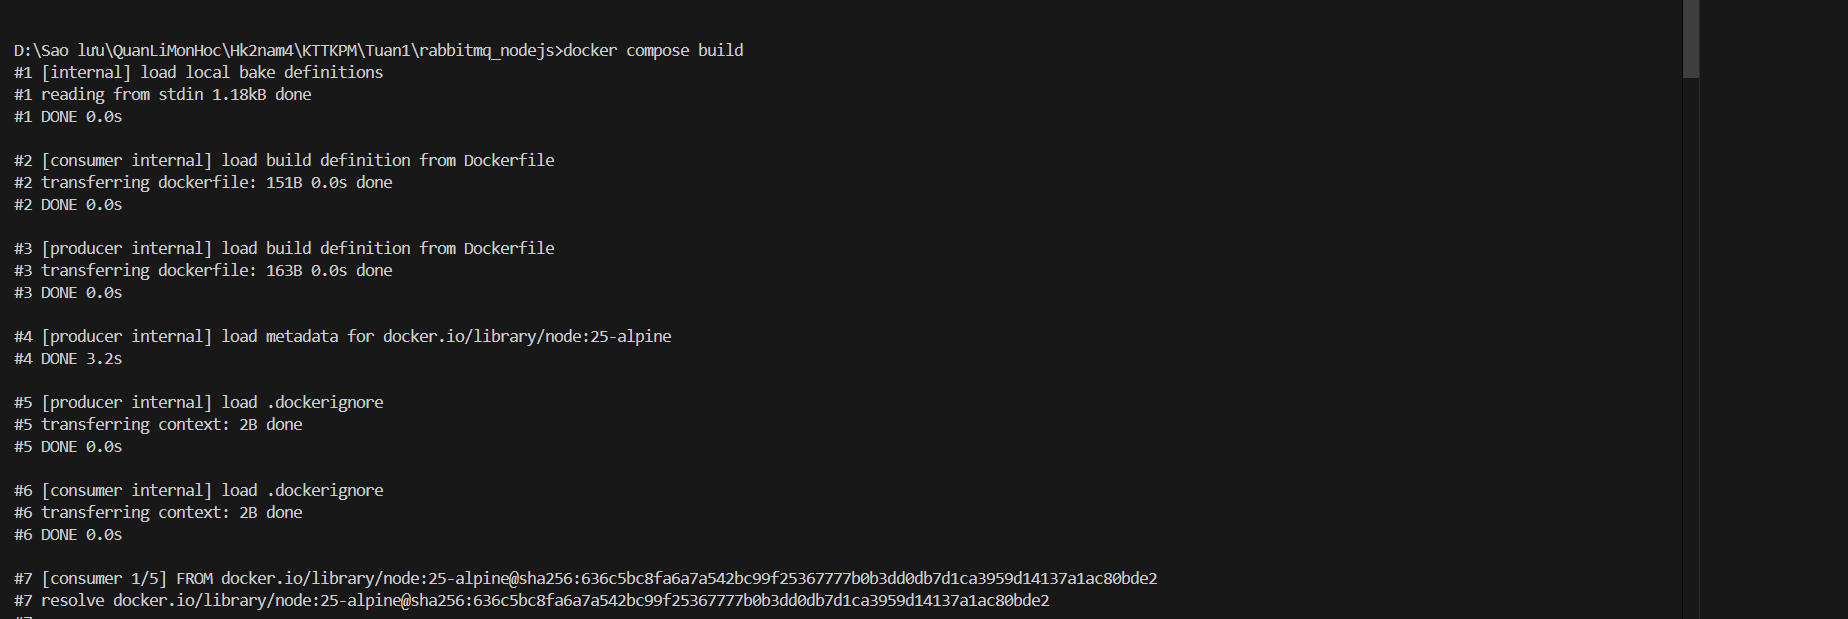 D:\Sao lưu\QuanLiMonHoc\Hk2nam4\KTTKPM\Tuan1\rabbitmq_nodejs>docker compose build
#1 [internal] load local bake definitions
#1 reading from stdin 1.18kB done
#1 DONE 0.0s
#2 [consumer internal] load build definition from Dockerfile
#2 transferring dockerfile: 151B 0.0s done
#2 DONE 0.0s
#3 [producer internal] load build definition from Dockerfile
#3 transferring dockerfile: 163B 0.0s done
#3 DONE 0.0s
#4 [producer internal] load metadata for docker.io/library/node:25-alpine
#4 DONE 3.2s
#5 [producer internal] load .dockerignore
#5 transferring context: 2B done
#5 DONE 0.0s
#6 [consumer internal] load .dockerignore
#6 transferring context: 2B done
#6 DONE 0.0s
#7 [consumer 1/5] FROM docker.io/library/node:25-alpine@sha256:636c5bc8fa6a7a542bc99f25367777b0b3dd0db7d1ca3959d14137a1ac80bde2
#7 resolve docker.io/library/node:25-alpine@sha256:636c5bc8fa6a7a542bc99f25367777b0b3dd0db7d1ca3959d14137a1ac80bde2